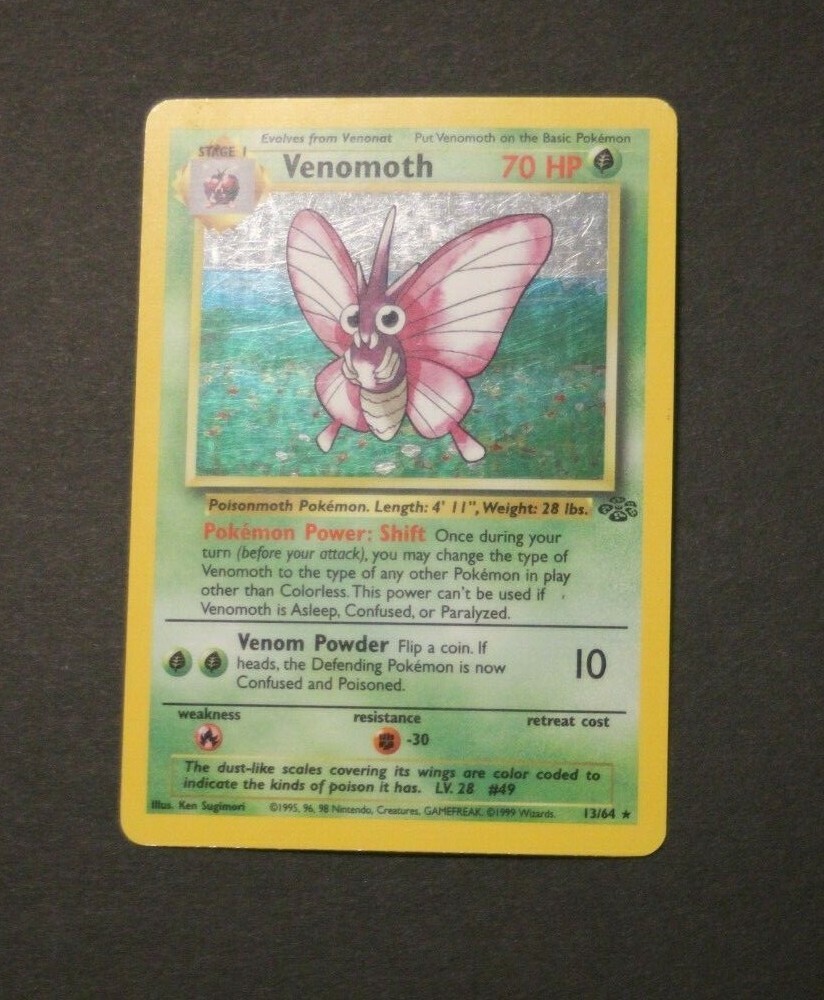 Evolves from Venonat Put Venomoth on the Basic Pokémon
STAGE 1
Venomoth 70 HP
Poisonmoth Pokémon. Length: 4' 11", Weight: 28 lbs.
Pokémon Power: Shift Once during your
turn (before your attack), you may change the type of
Venomoth to the type of any other Pokémon in play
other than Colorless. This power can't be used if
Venomoth is Asleep, Confused, or Paralyzed.
Venom Powder Flip a coin. If
heads, the Defending Pokémon is now
Confused and Poisoned.
10
weakness resistance retreat cost
-30
The dust-like scales covering its wings are color coded to
indicate the kinds of poison it has. LV. 28 #49
Illus. Ken Sugimori ©1995, 96, 98 Nintendo, Creatures, GAMEFREAK. ©1999 Wizards. 13/64 ★